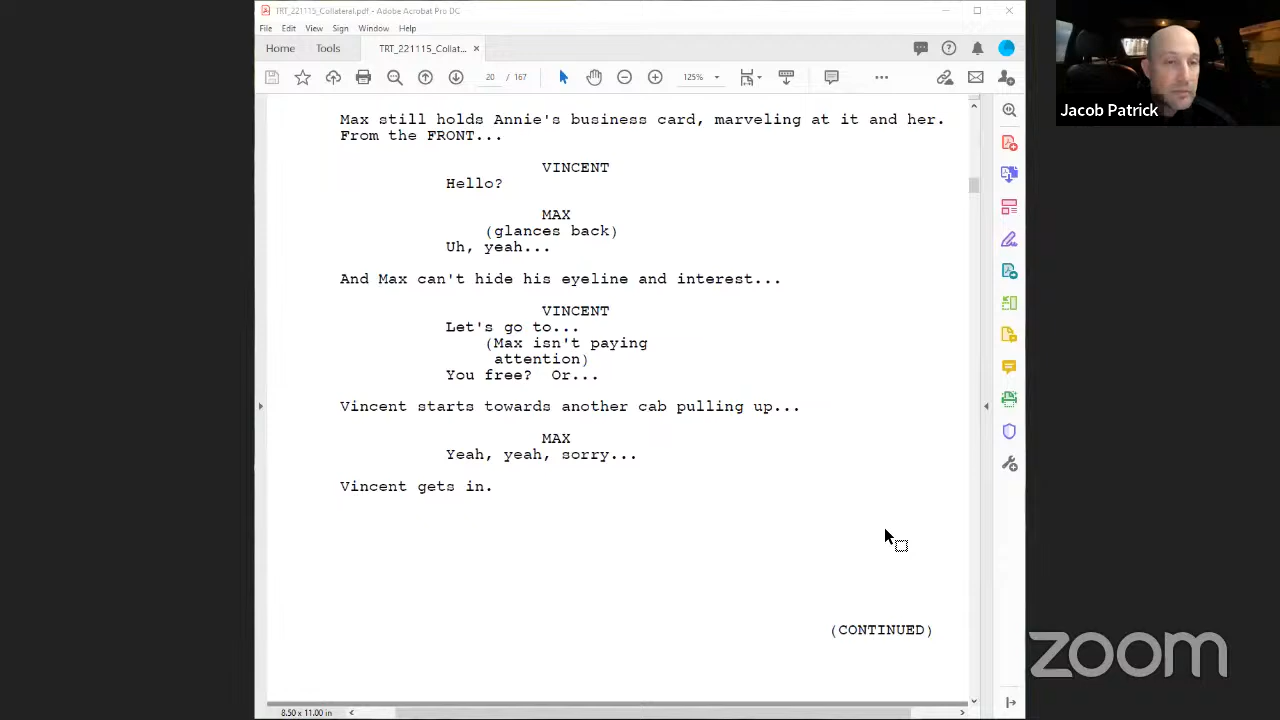 TRT_221115_Collateral.pdf - Adobe Acrobat Pro DC
File Edit View Sign Window Help
Home Tools TRT_221115_Collat... ×
20 / 167 125%
Max still holds Annie's business card, marveling at it and her.
From the FRONT...
VINCENT
Hello?
MAX
(glances back)
Uh, yeah...
And Max can't hide his eyeline and interest...
VINCENT
Let's go to...
(Max isn't paying
attention)
You free? Or...
Vincent starts towards another cab pulling up...
MAX
Yeah, yeah, sorry...
Vincent gets in.
(CONTINUED)
8.50 x 11.00 in
Jacob Patrick
zoom